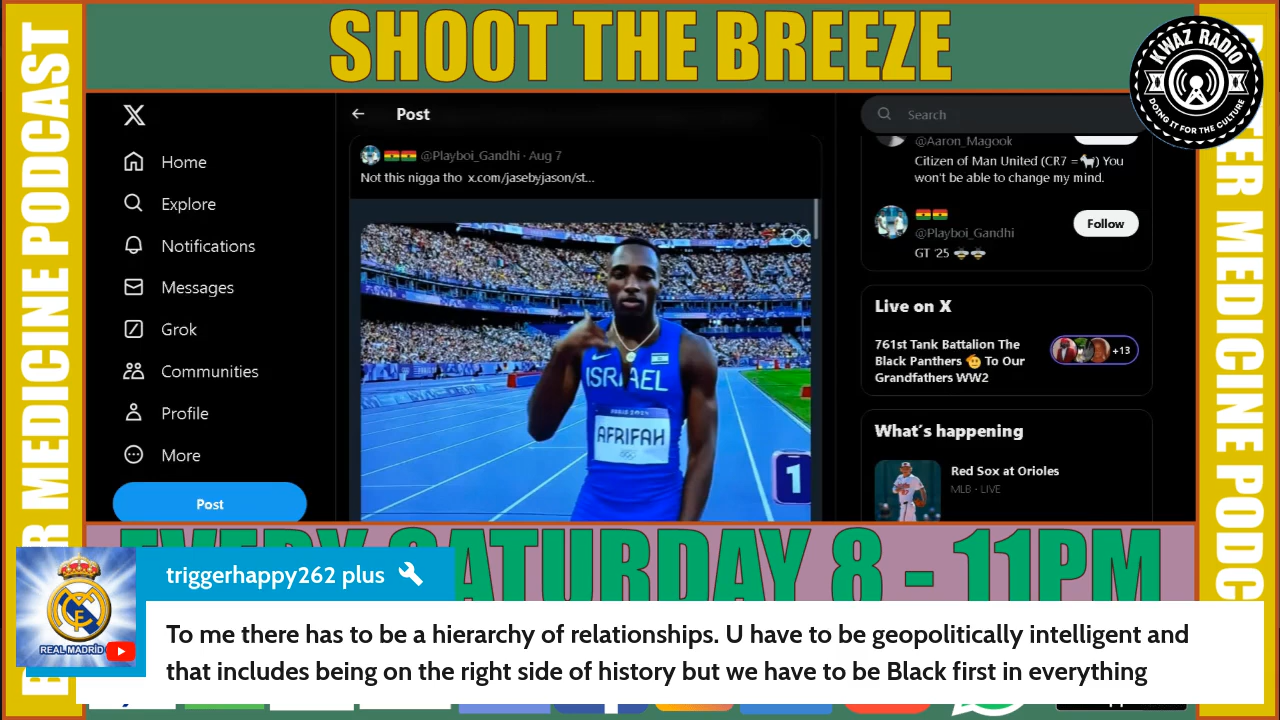 SHOOT THE BREEZE
KWAZ RADIO
DOING IT FOR THE CULTURE
MEDICINE PODCAST
Home
Explore
Notifications
Messages
Grok
Communities
Profile
More
Post
Post
@Playboi_Gandhi · Aug 7
Not this nigga tho x.com/jasebyjason/st...
ISRAEL
PARIS 2024
AFRIFAH
1
Search
@Aaron_Magook
Citizen of Man United (CR7 =🐐) You
won't be able to change my mind.
@Playboi_Gandhi
Follow
GT '25
Live on X
761st Tank Battalion The
Black Panthers 🫡 To Our
Grandfathers WW2
+13
What's happening
Red Sox at Orioles
MLB · LIVE
MEDICINE PODC
EVERY SATURDAY 8 - 11PM
REAL MADRID
triggerhappy262 plus
To me there has to be a hierarchy of relationships. U have to be geopolitically intelligent and
that includes being on the right side of history but we have to be Black first in everything